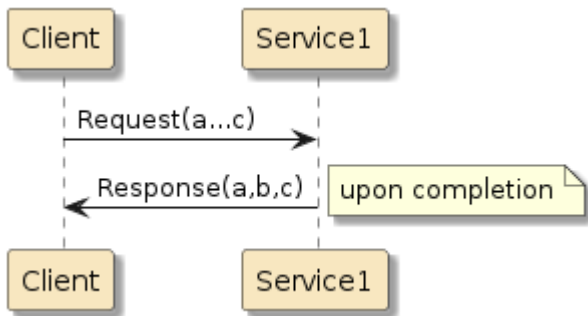 Client
Service1
Request(a...c)
Response(a,b,c)
upon completion
Client
Service1